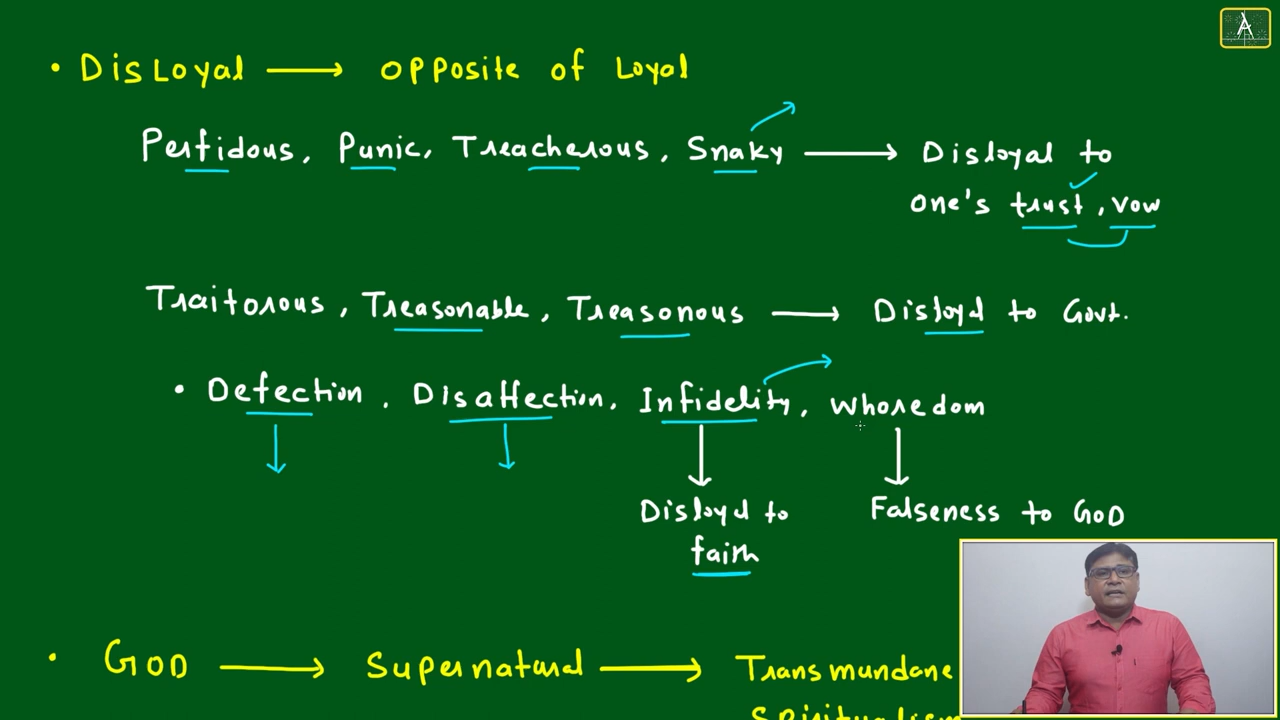 • DisLoyal → opposite of Loyal
Perfidous, Punic, Treacherous, Snaky → Disloyal to
one's trust, vow
Traitorous, Treasonable, Treasonous → Disloyal to Govt.
• Defection, Disaffection, Infidelity, Whoredom
Disloyal to faith
Falseness to GOD
• GOD → Supernatural → Transmundane
spiritualism